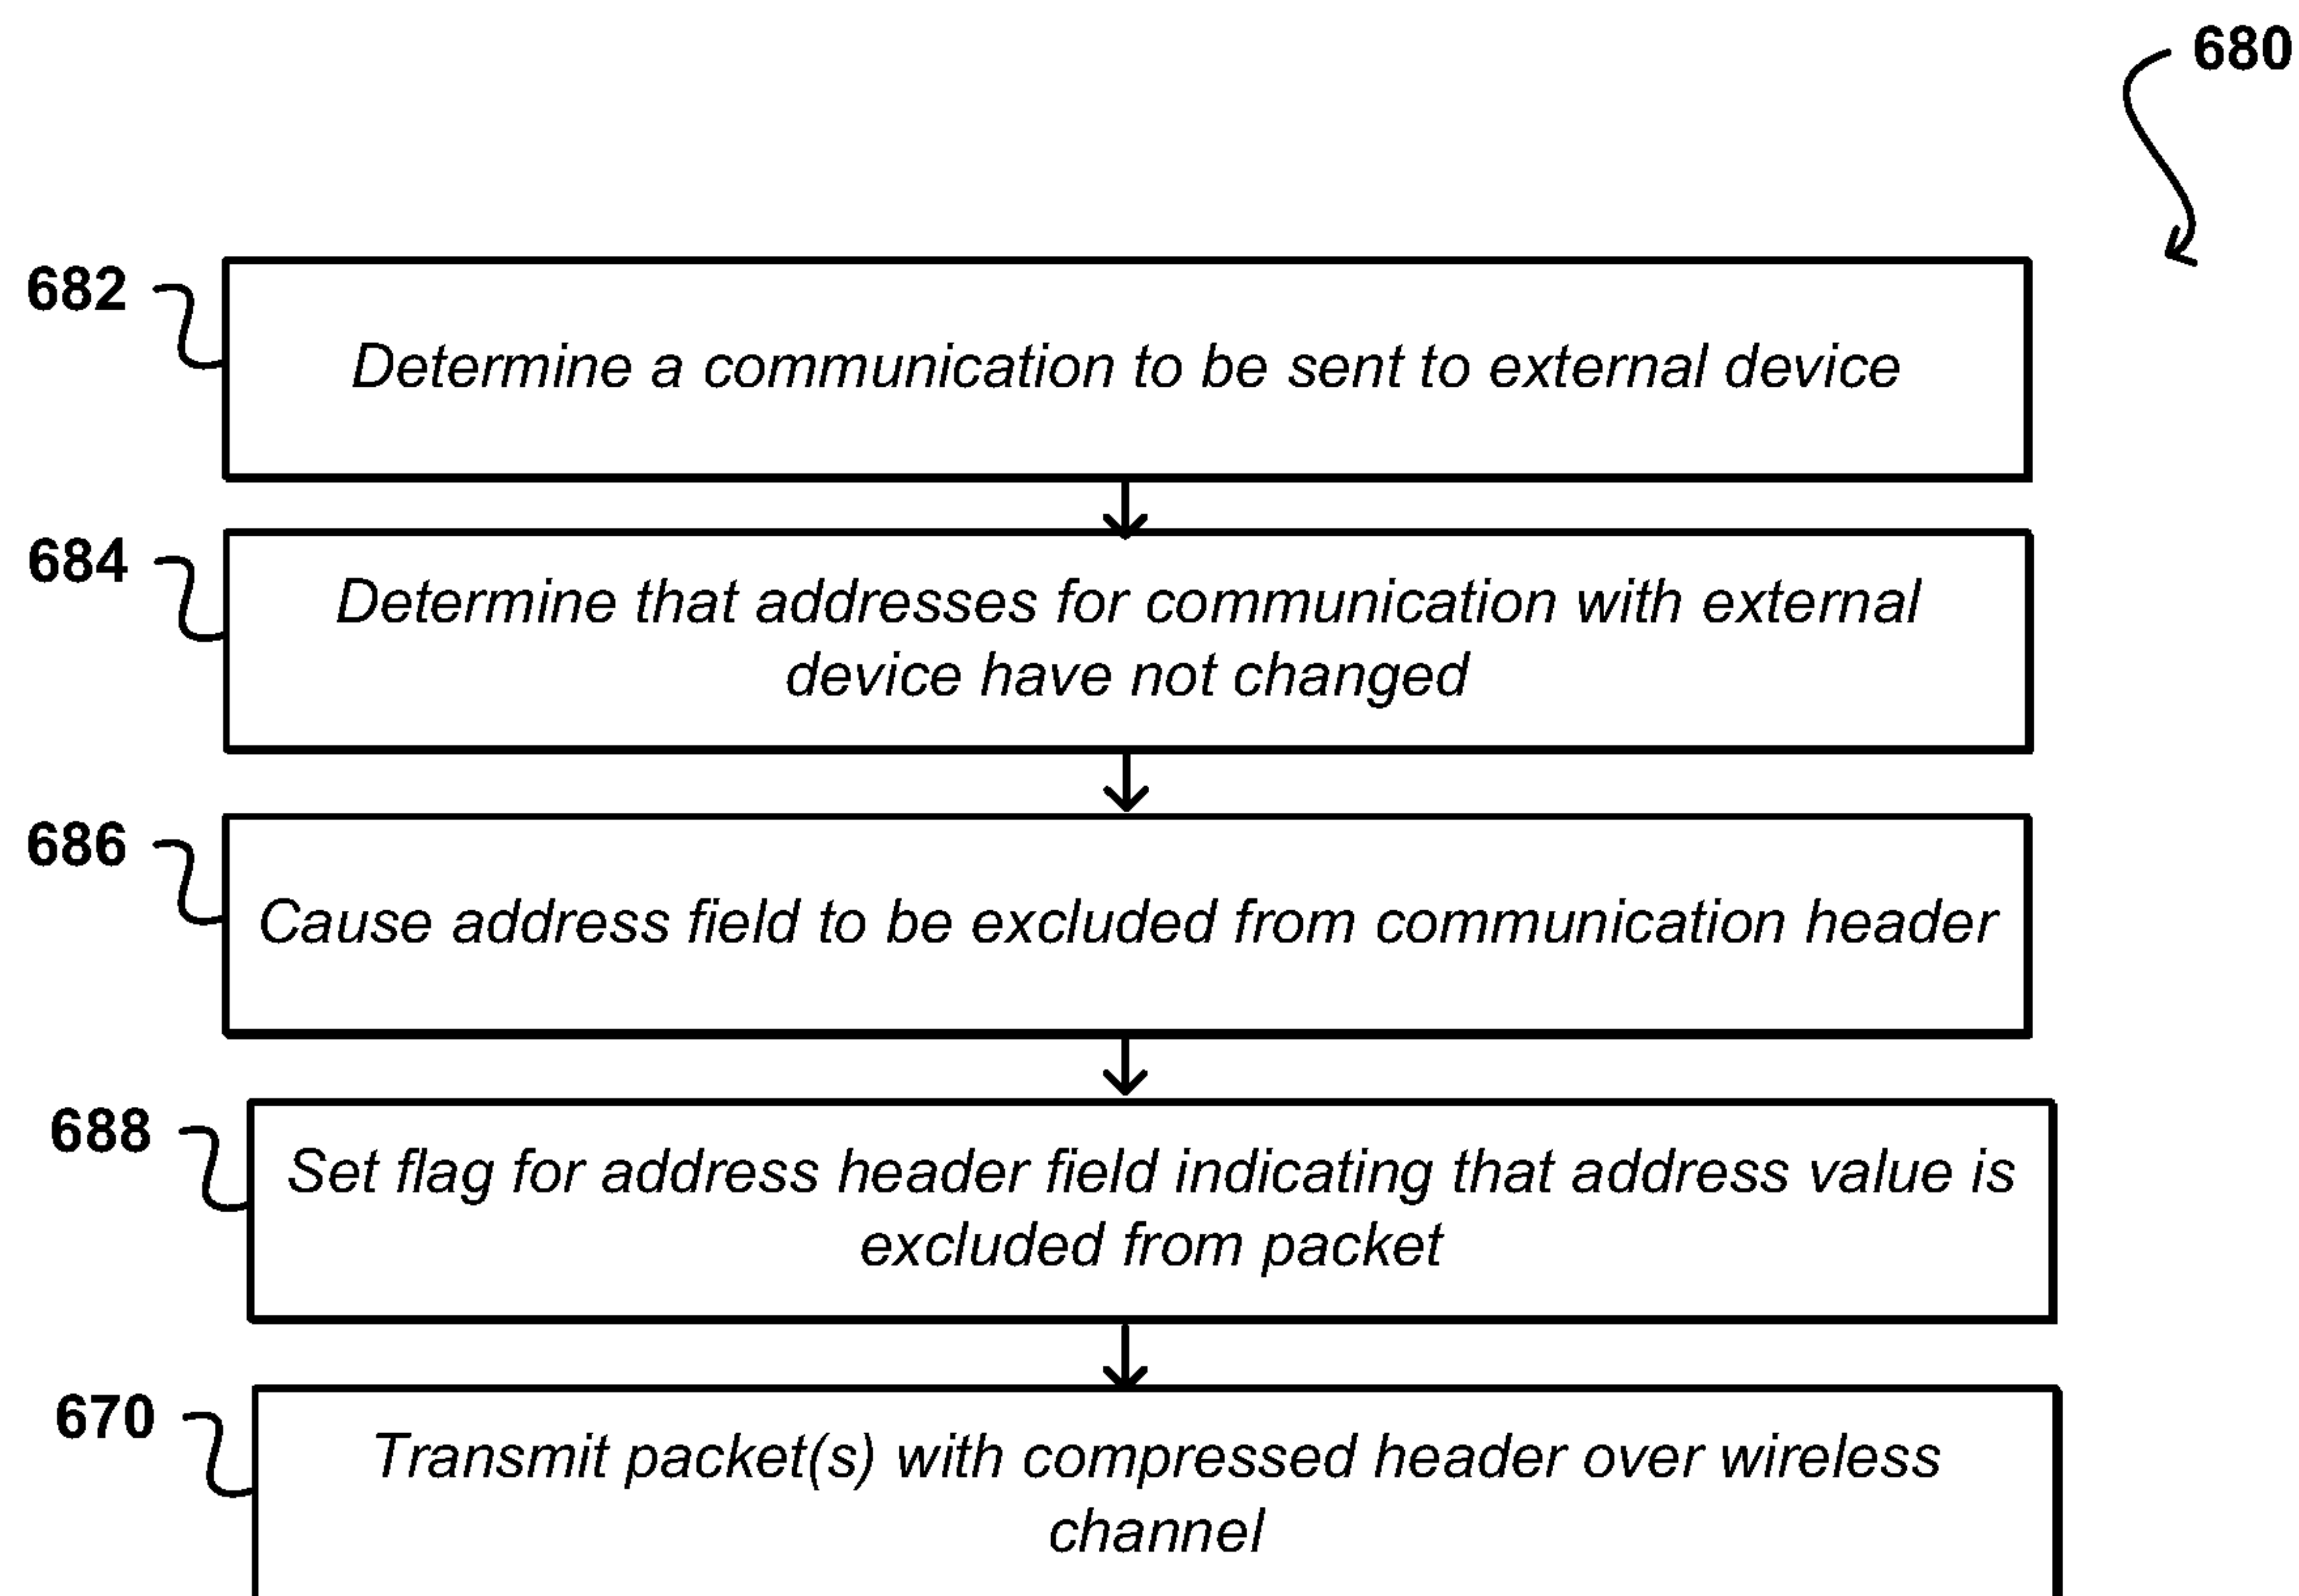 680
682
Determine a communication to be sent to external device
684
Determine that addresses for communication with external
device have not changed
686
Cause address field to be excluded from communication header
688
Set flag for address header field indicating that address value is
excluded from packet
670
Transmit packet(s) with compressed header over wireless
channel